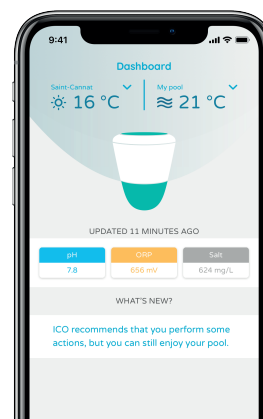 9:41
Dashboard
Saint-Cannat My pool
16 °C 21 °C
UPDATED 11 MINUTES AGO
pH ORP Salt
7.8 656 mV 624 mg/L
WHAT'S NEW?
ICO recommends that you perform some
actions, but you can still enjoy your pool.